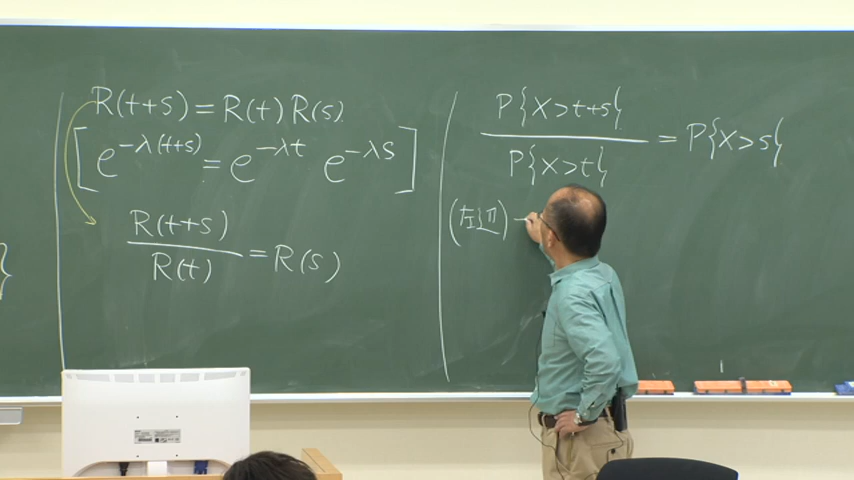 R(t+s) = R(t) R(s).
[e^{-λ(t+s)} = e^{-λt} e^{-λs}]
R(t+s) / R(t) = R(s)
P{X>t+s} / P{X>t} = P{X>s}
(左辺)